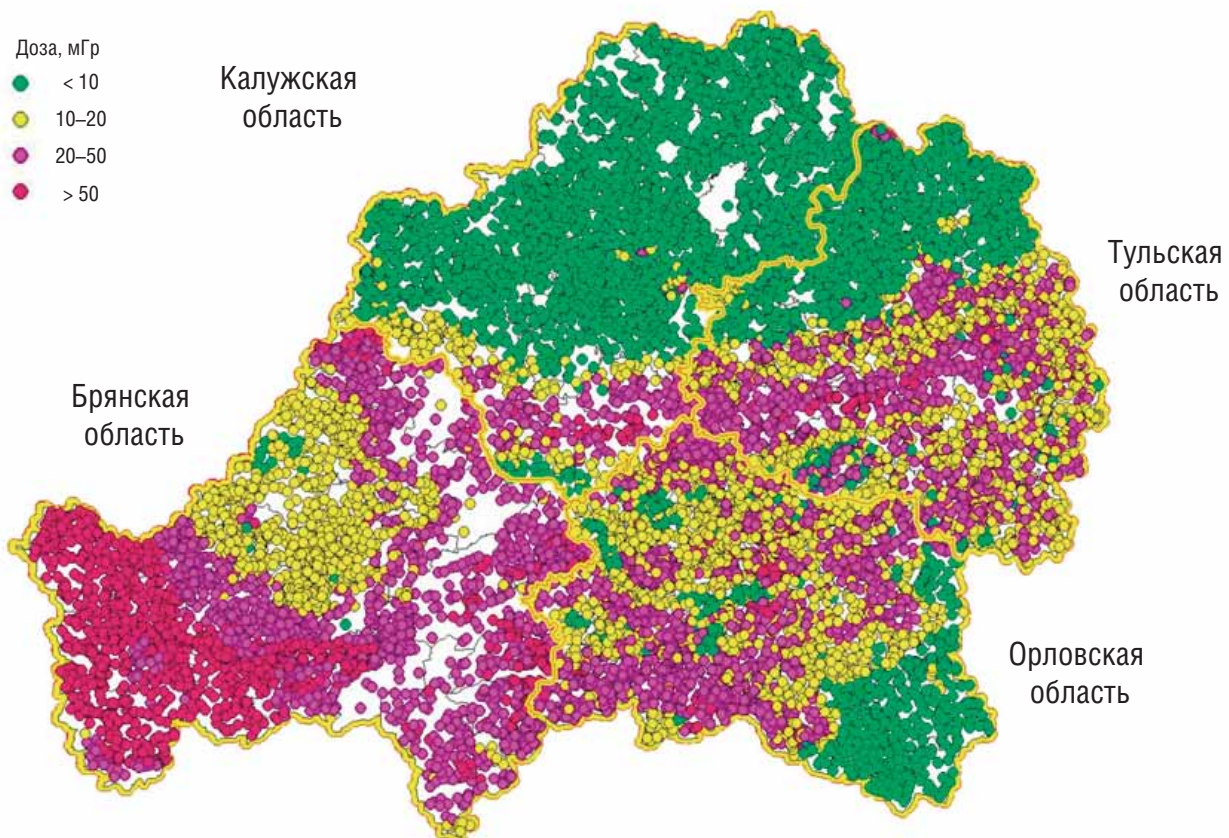 Доза, мГр
< 10
10–20
20–50
> 50
Калужская
область
Тульская
область
Брянская
область
Орловская
область